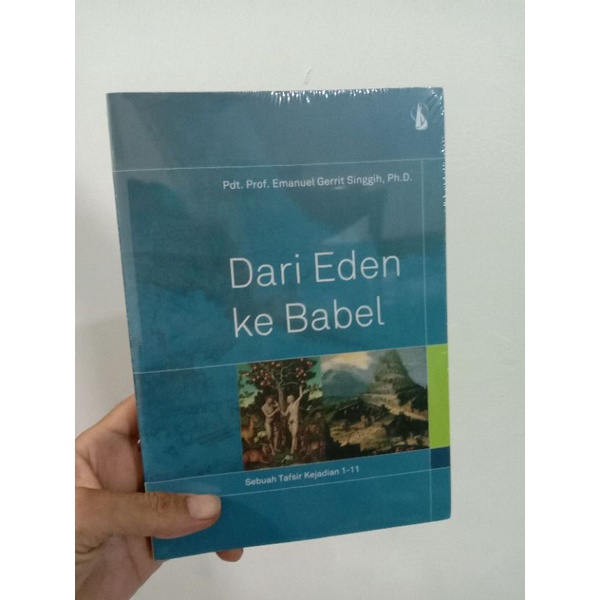 Pdt. Prof. Emanuel Gerrit Singgih, Ph.D.
Dari Eden
ke Babel
Sebuah Tafsir Kejadian 1-11